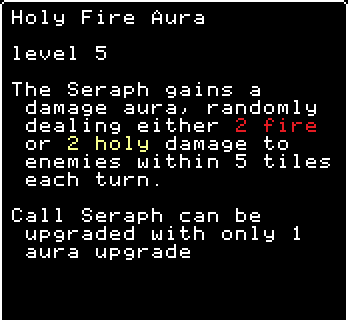 Holy Fire Aura
level 5
The Seraph gains a
damage aura, randomly
dealing either 2 fire
or 2 holy damage to
enemies within 5 tiles
each turn.
Call Seraph can be
upgraded with only 1
aura upgrade